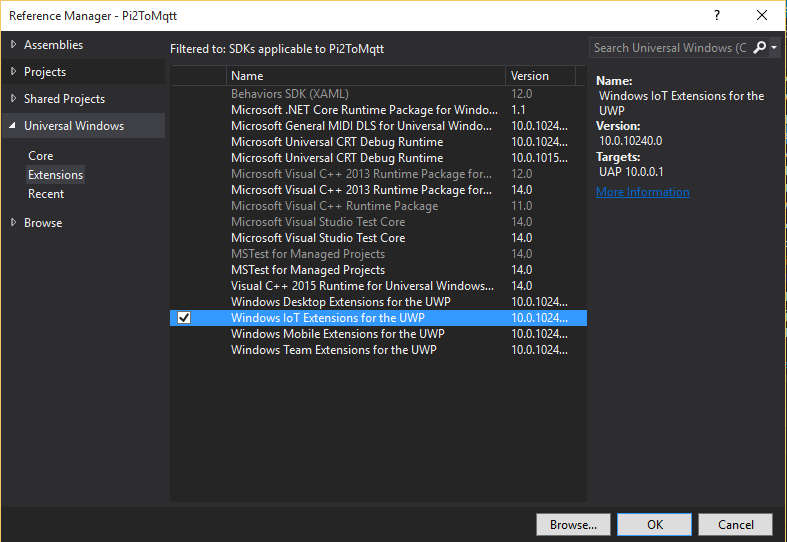 Reference Manager - Pi2ToMqtt
Assemblies
Projects
Shared Projects
Universal Windows
Core
Extensions
Recent
Browse
Filtered to: SDKs applicable to Pi2ToMqtt
Name Version
Behaviors SDK (XAML) 12.0
Microsoft .NET Core Runtime Package for Windo... 1.1
Microsoft General MIDI DLS for Universal Windo... 10.0.1024...
Microsoft Universal CRT Debug Runtime 10.0.1024...
Microsoft Universal CRT Debug Runtime 10.0.1015...
Microsoft Visual C++ 2013 Runtime Package for... 12.0
Microsoft Visual C++ 2013 Runtime Package for... 14.0
Microsoft Visual C++ Runtime Package 11.0
Microsoft Visual Studio Test Core 14.0
Microsoft Visual Studio Test Core 14.0
MSTest for Managed Projects 14.0
MSTest for Managed Projects 14.0
Visual C++ 2015 Runtime for Universal Windows... 14.0
Windows Desktop Extensions for the UWP 10.0.1024...
Windows IoT Extensions for the UWP 10.0.1024...
Windows Mobile Extensions for the UWP 10.0.1024...
Windows Team Extensions for the UWP 10.0.1024...
Search Universal Windows (C
Name:
Windows IoT Extensions for the
UWP
Version:
10.0.10240.0
Targets:
UAP 10.0.0.1
More Information
Browse... OK Cancel